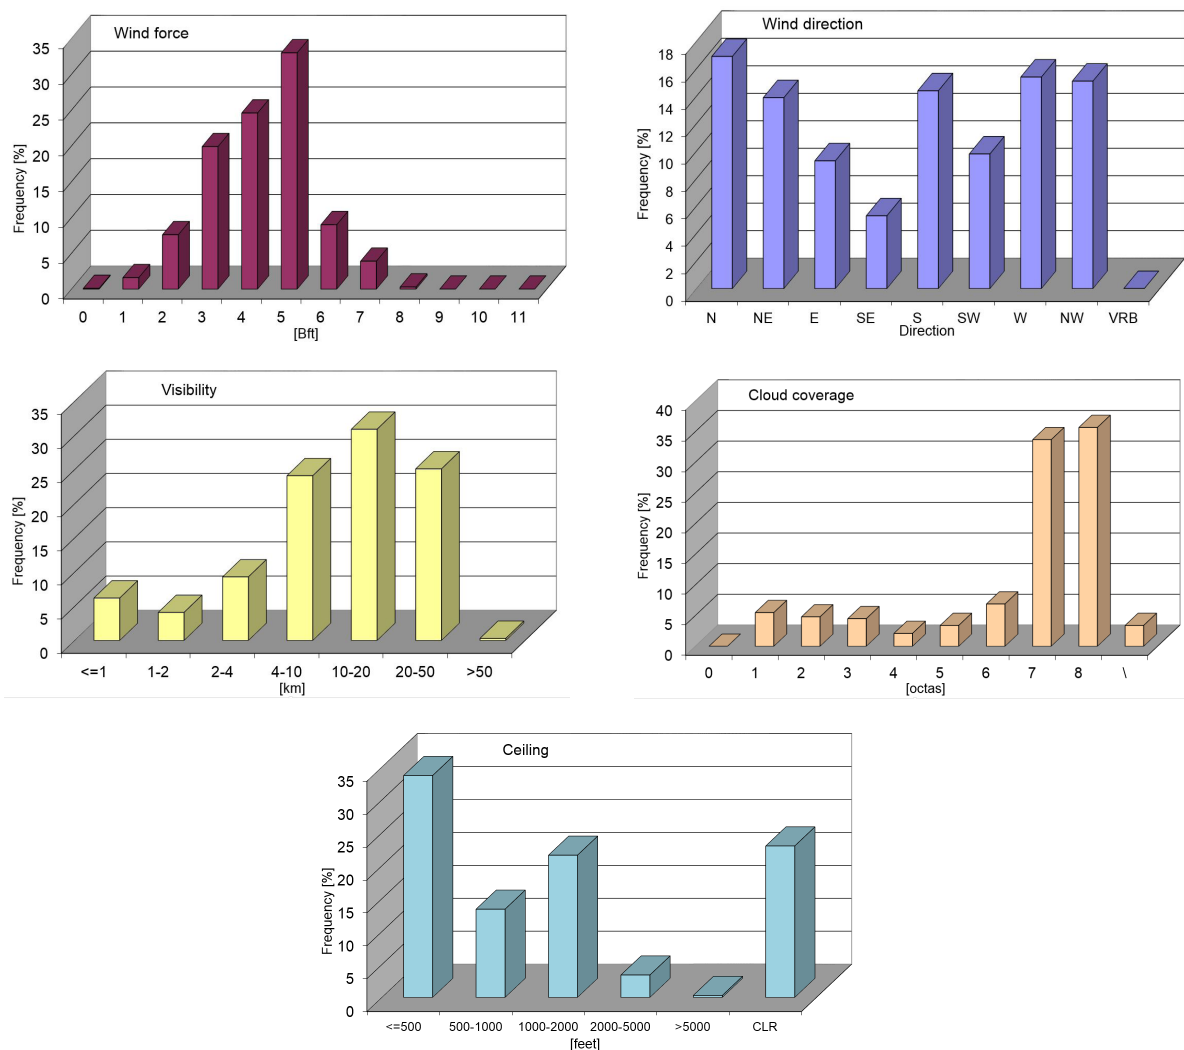 Wind force
35
30
25
20
15
10
5
0
Frequency [%]
0 1 2 3 4 5 6 7 8 9 10 11
[Bft]
Wind direction
18
16
14
12
10
8
6
4
2
0
Frequency [%]
N NE E SE S SW W NW VRB
Direction
Visibility
35
30
25
20
15
10
5
0
Frequency [%]
<=1 1-2 2-4 4-10 10-20 20-50 >50
[km]
Cloud coverage
40
35
30
25
20
15
10
5
0
Frequency [%]
0 1 2 3 4 5 6 7 8 \
[octas]
Ceiling
35
30
25
20
15
10
5
0
Frequency [%]
<=500 500-1000 1000-2000 2000-5000 >5000 CLR
[feet]